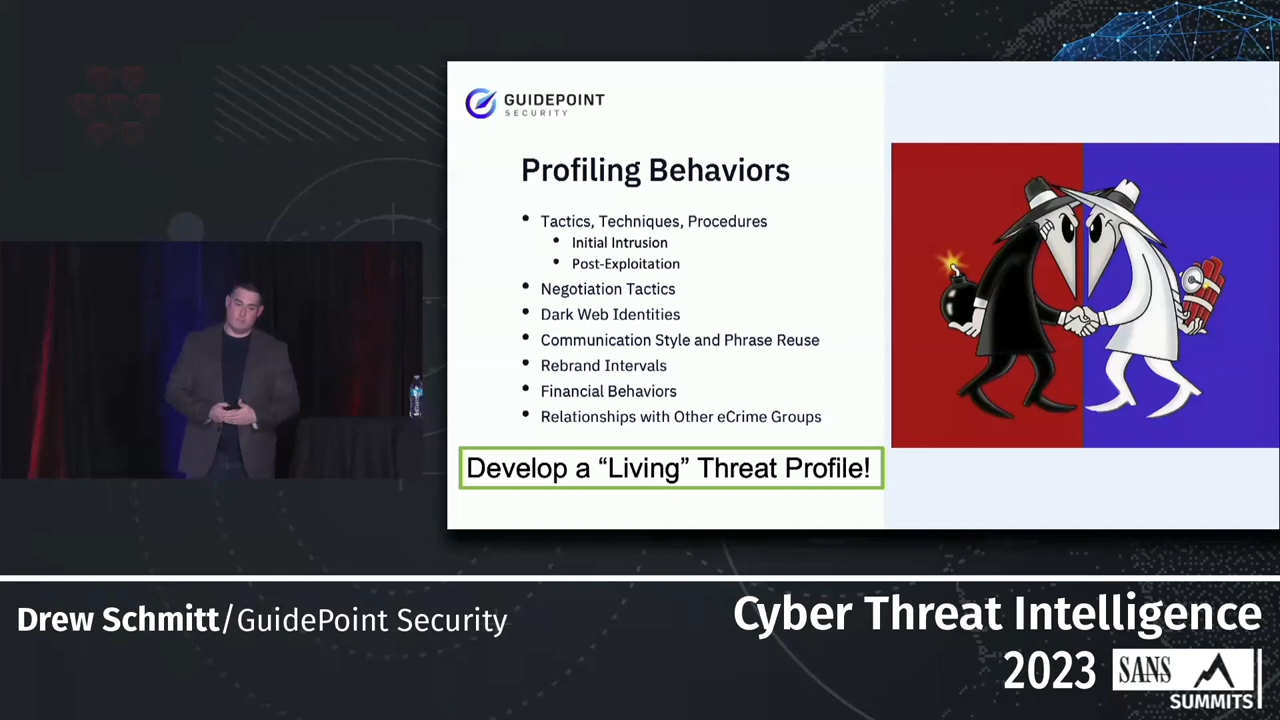 GUIDEPOINT
SECURITY
Profiling Behaviors
• Tactics, Techniques, Procedures
• Initial Intrusion
• Post-Exploitation
• Negotiation Tactics
• Dark Web Identities
• Communication Style and Phrase Reuse
• Rebrand Intervals
• Financial Behaviors
• Relationships with Other eCrime Groups
Develop a “Living” Threat Profile!
Drew Schmitt/GuidePoint Security
Cyber Threat Intelligence
2023 SANS
SUMMITS